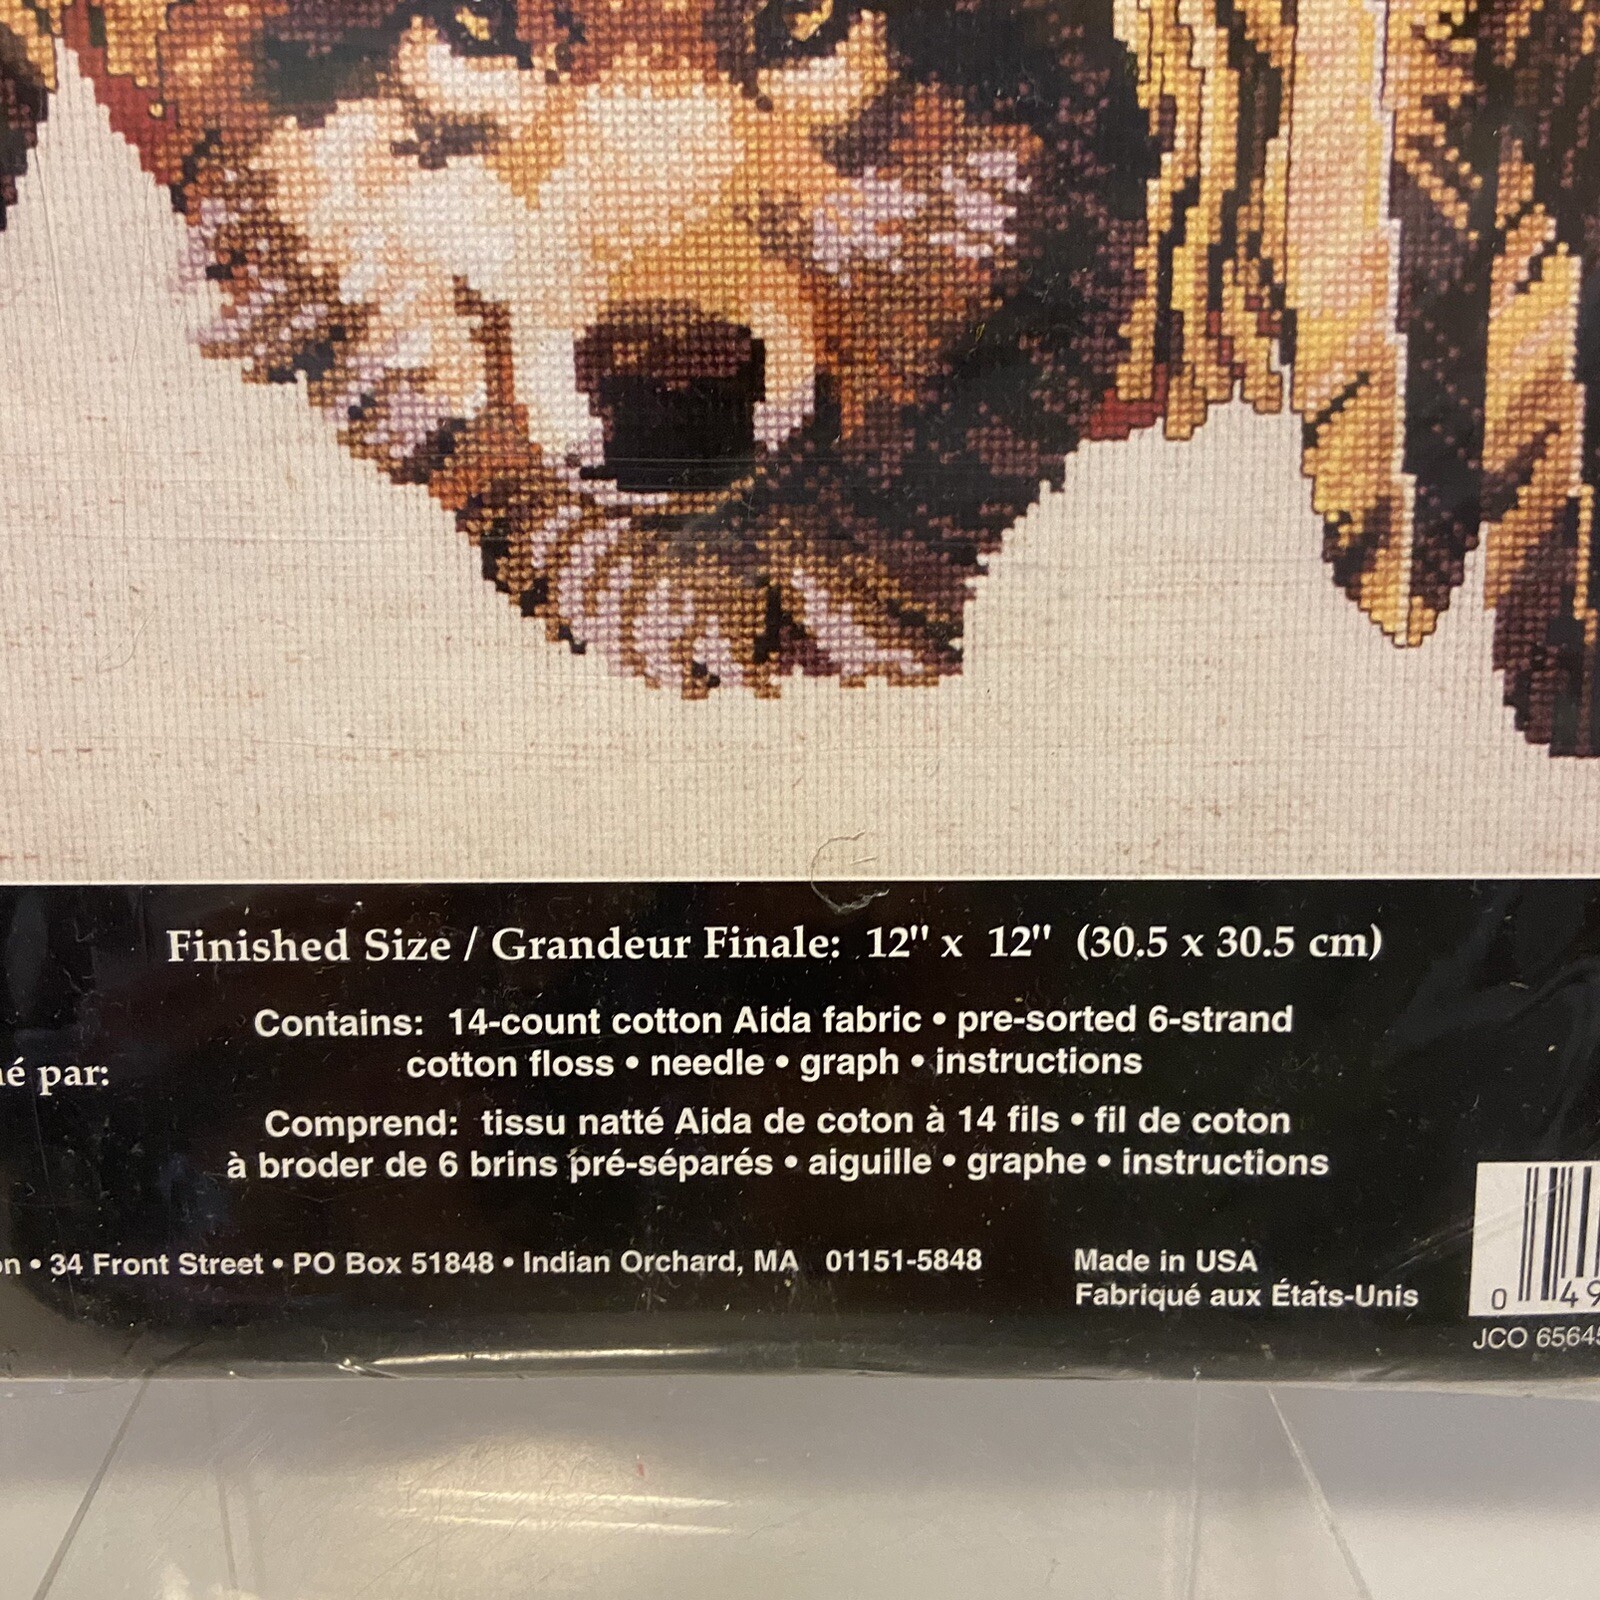 Finished Size / Grandeur Finale: 12" x 12" (30.5 x 30.5 cm)
Contains: 14-count cotton Aida fabric • pre-sorted 6-strand
cotton floss • needle • graph • instructions
par:
Comprend: tissu natté Aida de coton à 14 fils • fil de coton
à broder de 6 brins pré-séparés • aiguille • graphe • instructions
• 34 Front Street • PO Box 51848 • Indian Orchard, MA 01151-5848
Made in USA
Fabriqué aux États-Unis
0 49
JCO 6564